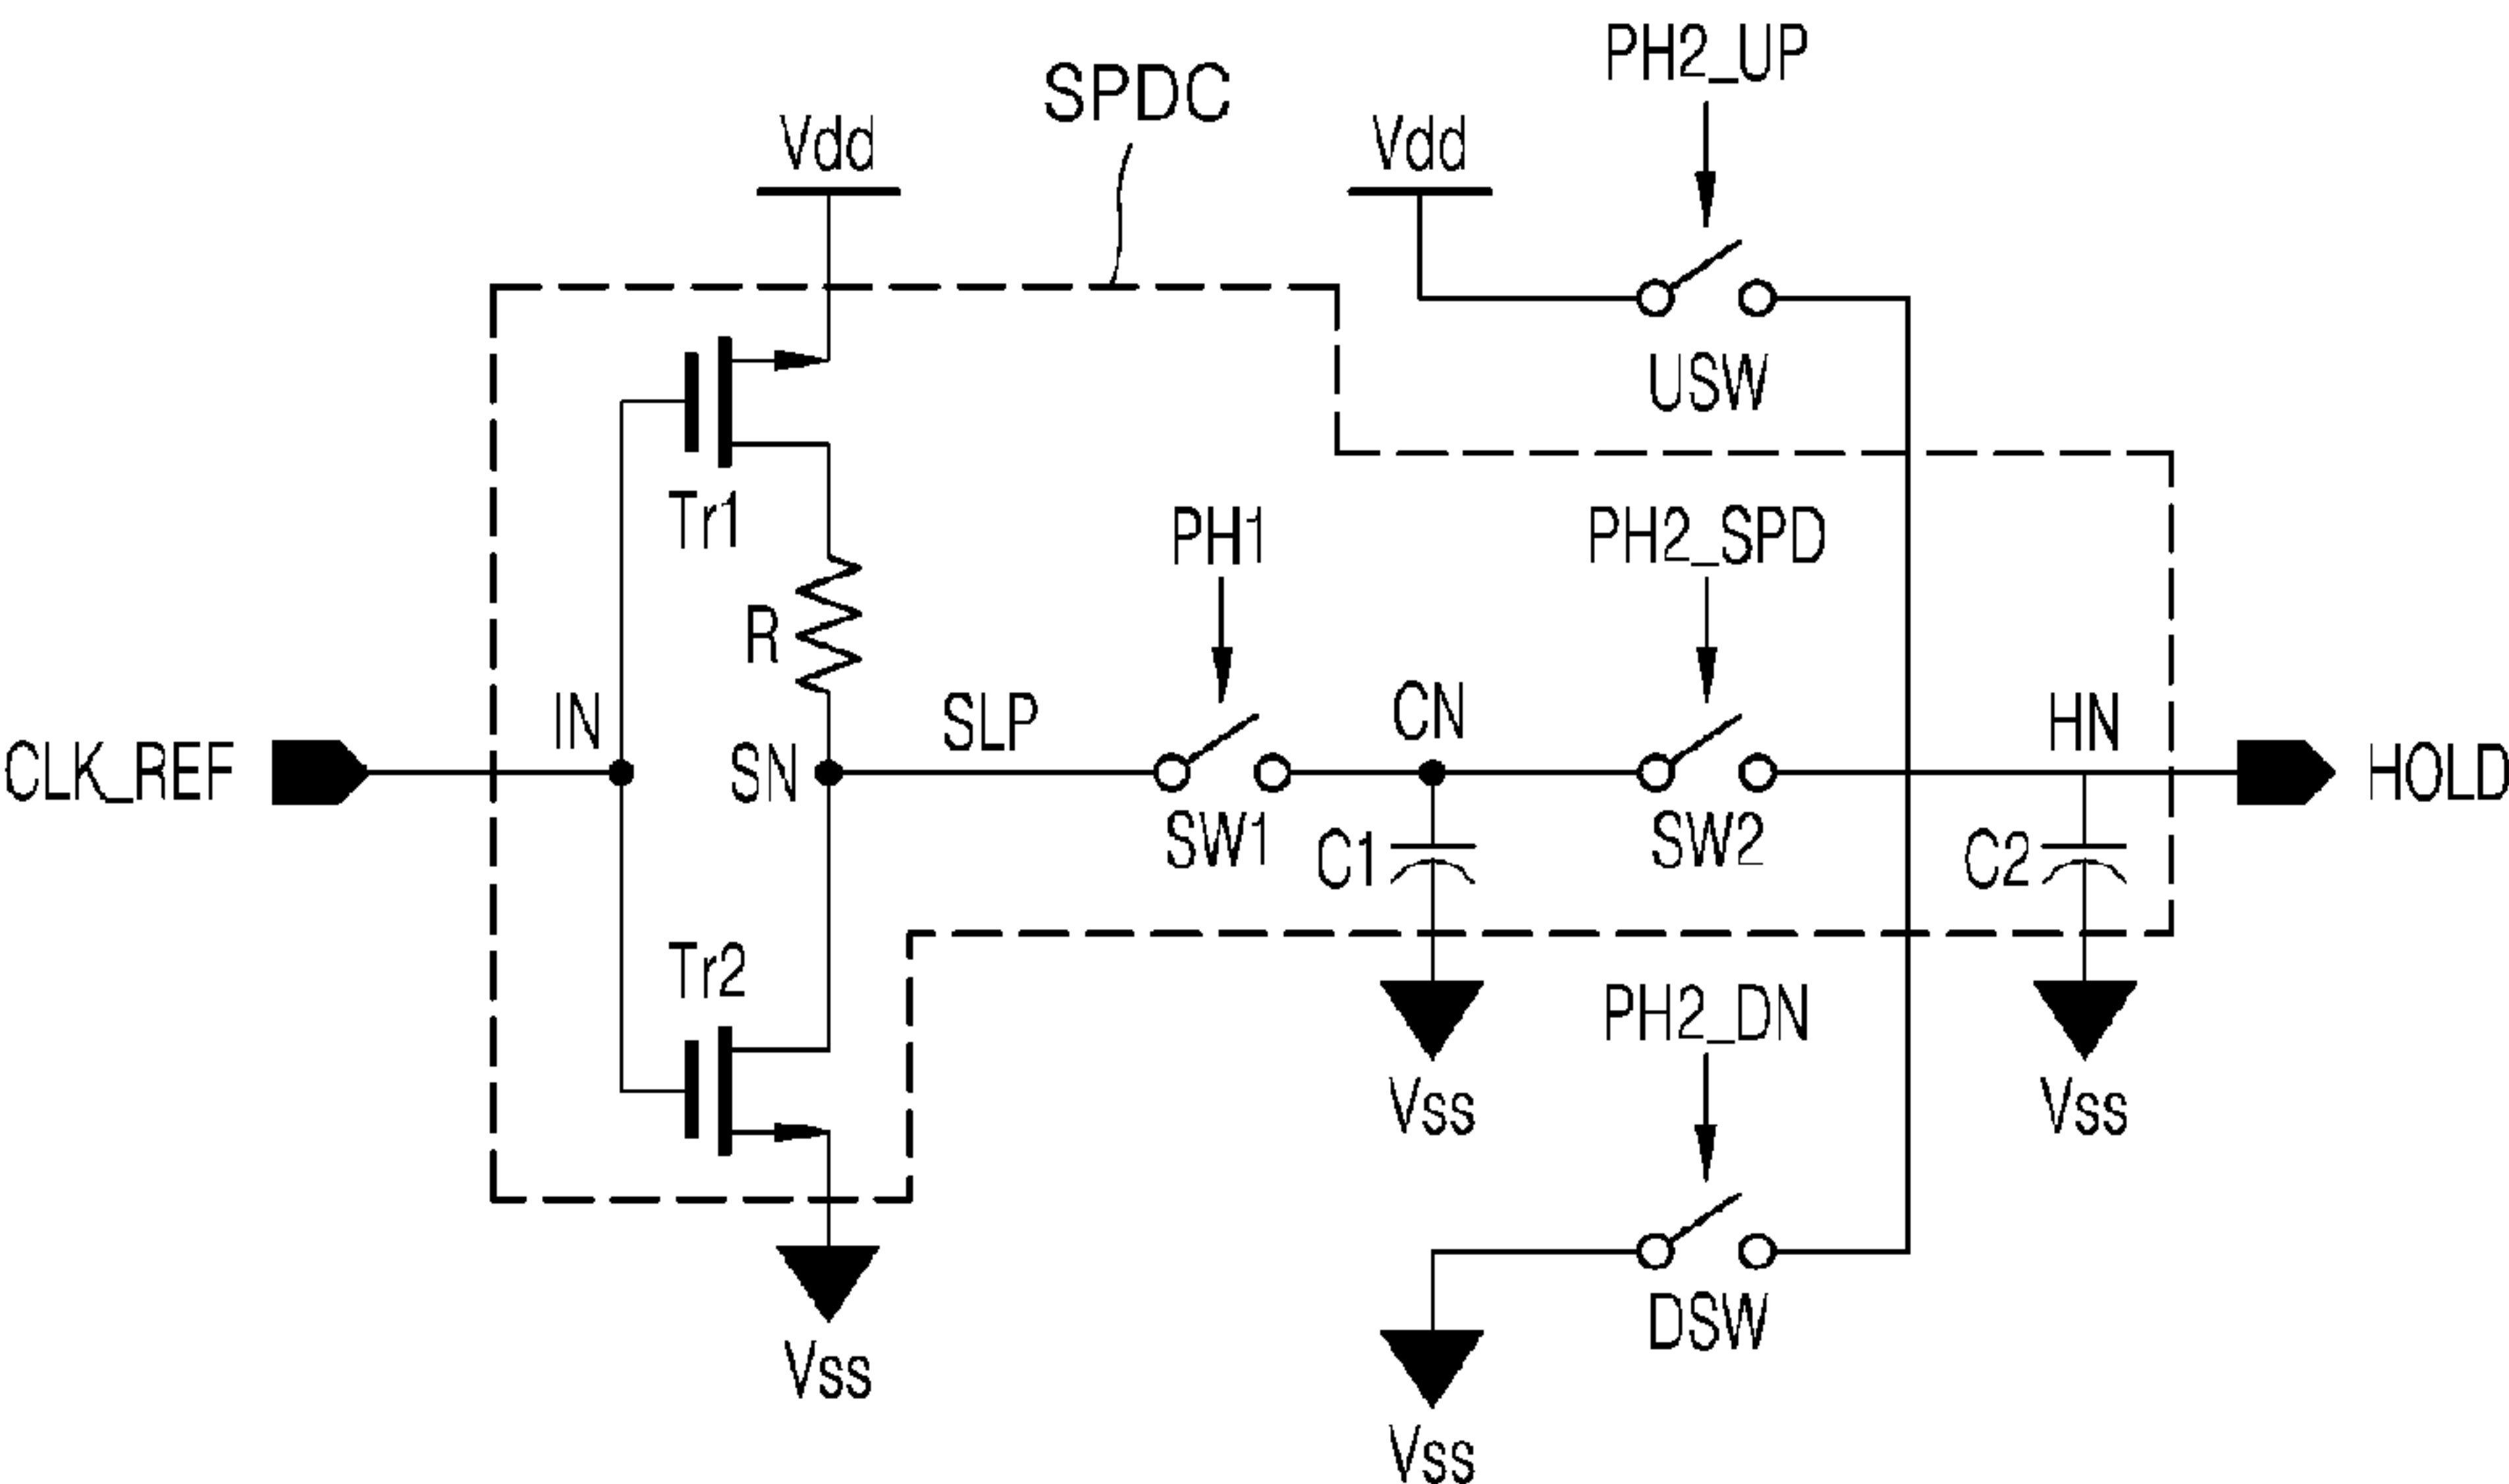 PH2_UP
SPDC
Vdd
Vdd
USW
Tr1
PH1
PH2_SPD
R
IN
SLP
CN
HN
CLK_REF
SN
HOLD
SW1
C1
SW2
C2
Tr2
PH2_DN
Vss
Vss
DSW
Vss
Vss